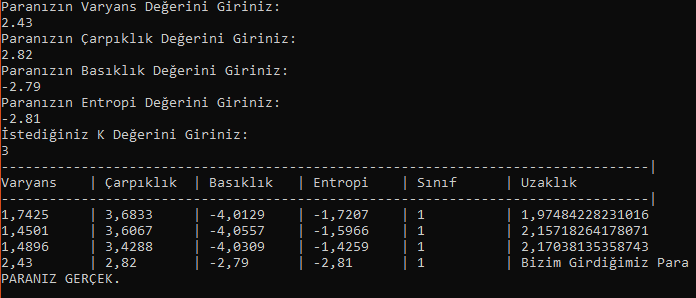 Paranızın Varyans Değerini Giriniz:
2.43
Paranızın Çarpıklık Değerini Giriniz:
2.82
Paranızın Basıklık Değerini Giriniz:
-2.79
Paranızın Entropi Değerini Giriniz:
-2.81
İstediğiniz K Değerini Giriniz:
3
--------------------------------------------------------------------------------|
Varyans    | Çarpıklık  | Basıklık   | Entropi    | Sınıf      | Uzaklık
--------------------------------------------------------------------------------|
1,7425     | 3,6833     | -4,0129    | -1,7207    | 1          | 1,97484228231016
1,4501     | 3,6067     | -4,0557    | -1,5966    | 1          | 2,15718264178071
1,4896     | 3,4288     | -4,0309    | -1,4259    | 1          | 2,17038135358743
2,43       | 2,82       | -2,79      | -2,81      | 1          | Bizim Girdiğimiz Para
PARANIZ GERÇEK.